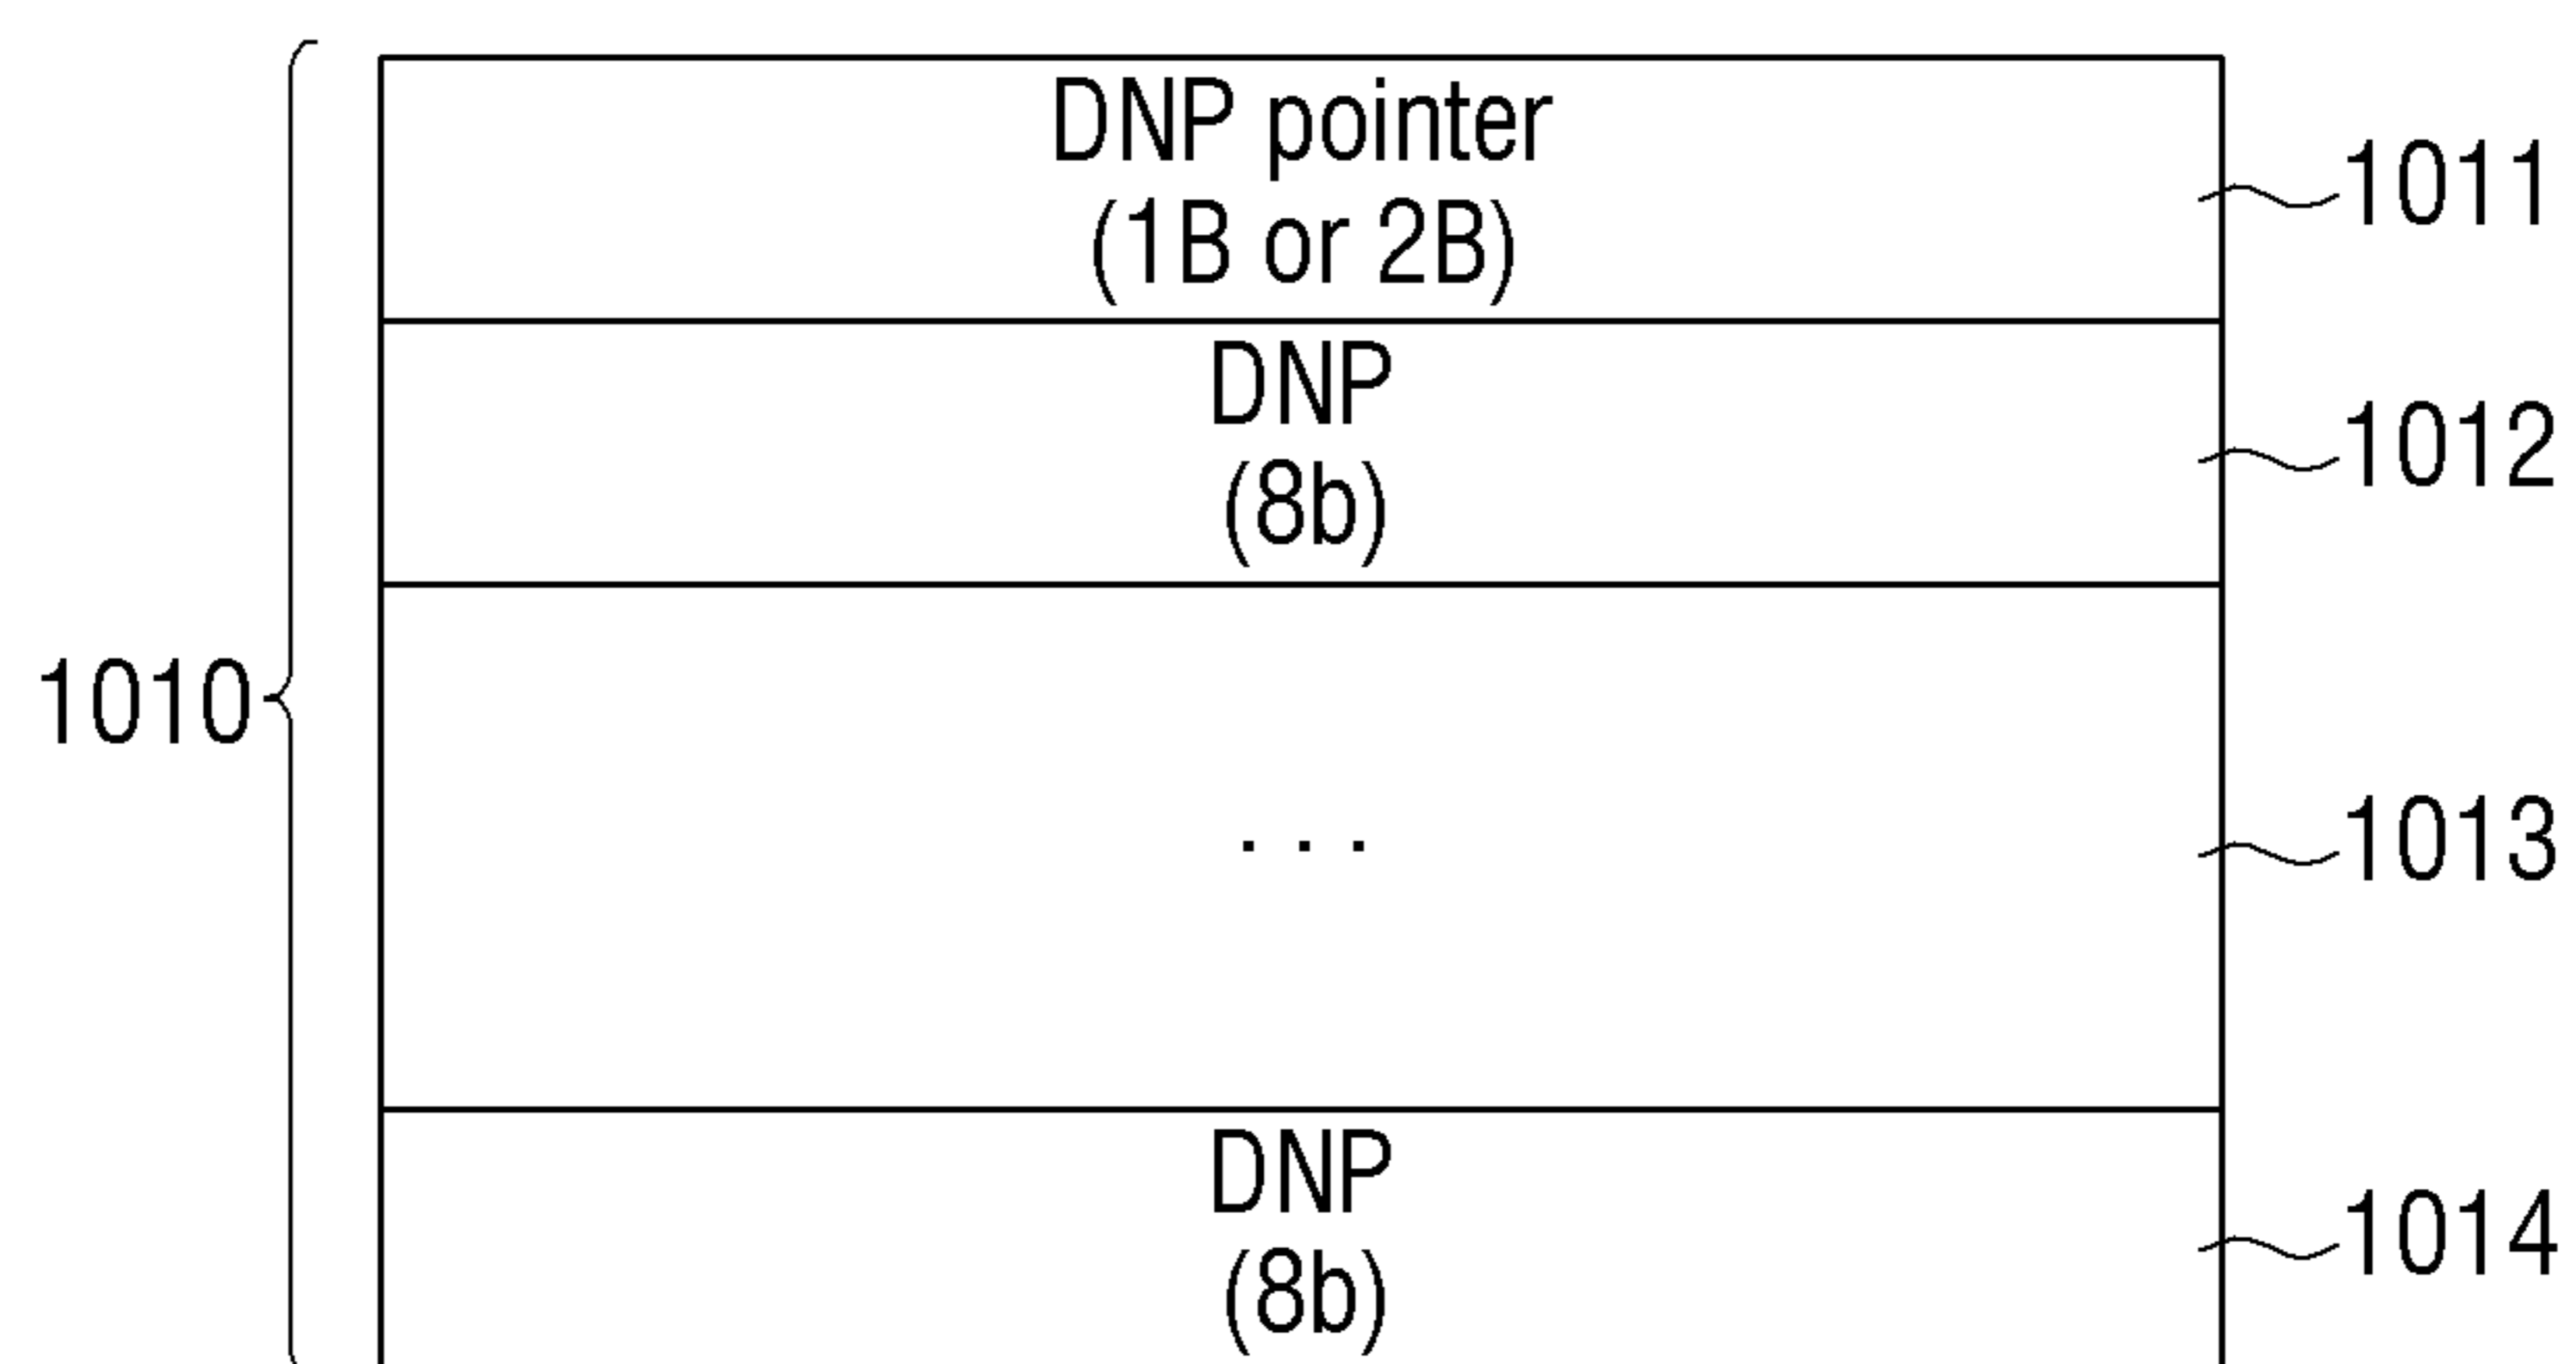 DNP pointer
(1B or 2B)
1011
DNP
(8b)
1012
1010
. . .
1013
DNP
(8b)
1014